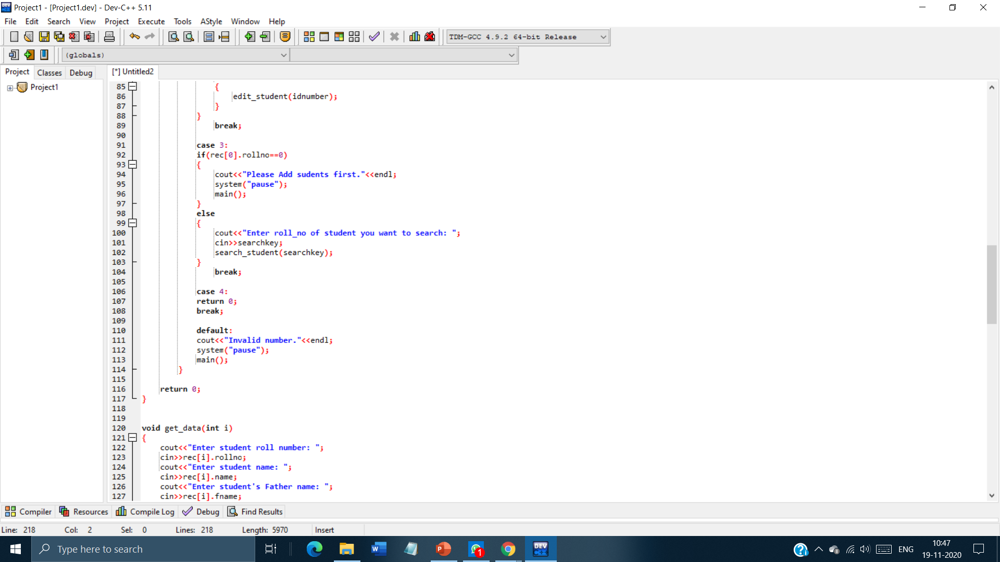 Project1 - [Project1.dev] - Dev-C++ 5.11
File Edit Search View Project Execute Tools AStyle Window Help
TDM-GCC 4.9.2 64-bit Release
(globals)
Project Classes Debug [*] Untitled2
Project1
85 {
86 edit_student(idnumber);
87 }
88 }
89 break;
90
91 case 3:
92 if(rec[0].rollno==0)
93 {
94 cout<<"Please Add sudents first."<<endl;
95 system("pause");
96 main();
97 }
98 else
99 {
100 cout<<"Enter roll_no of student you want to search: ";
101 cin>>searchkey;
102 search_student(searchkey);
103 }
104 break;
105
106 case 4:
107 return 0;
108 break;
109
110 default:
111 cout<<"Invalid number."<<endl;
112 system("pause");
113 main();
114 }
115
116 return 0;
117 }
118
119
120 void get_data(int i)
121 {
122 cout<<"Enter student roll number: ";
123 cin>>rec[i].rollno;
124 cout<<"Enter student name: ";
125 cin>>rec[i].name;
126 cout<<"Enter student's Father name: ";
127 cin>>rec[i].fname;
Compiler Resources Compile Log Debug Find Results
Line: 218 Col: 2 Sel: 0 Lines: 218 Length: 5970 Insert
Type here to search
1
DEV C++
ENG
10:47
19-11-2020